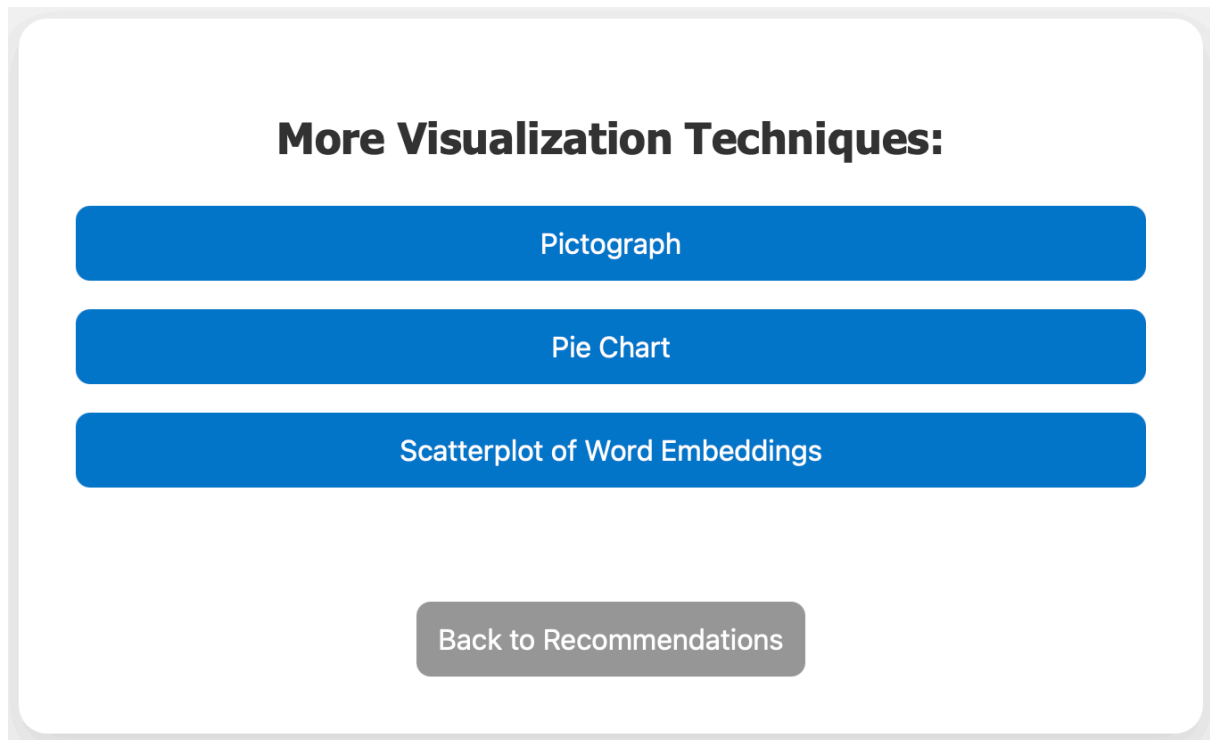 More Visualization Techniques:
Pictograph
Pie Chart
Scatterplot of Word Embeddings
Back to Recommendations